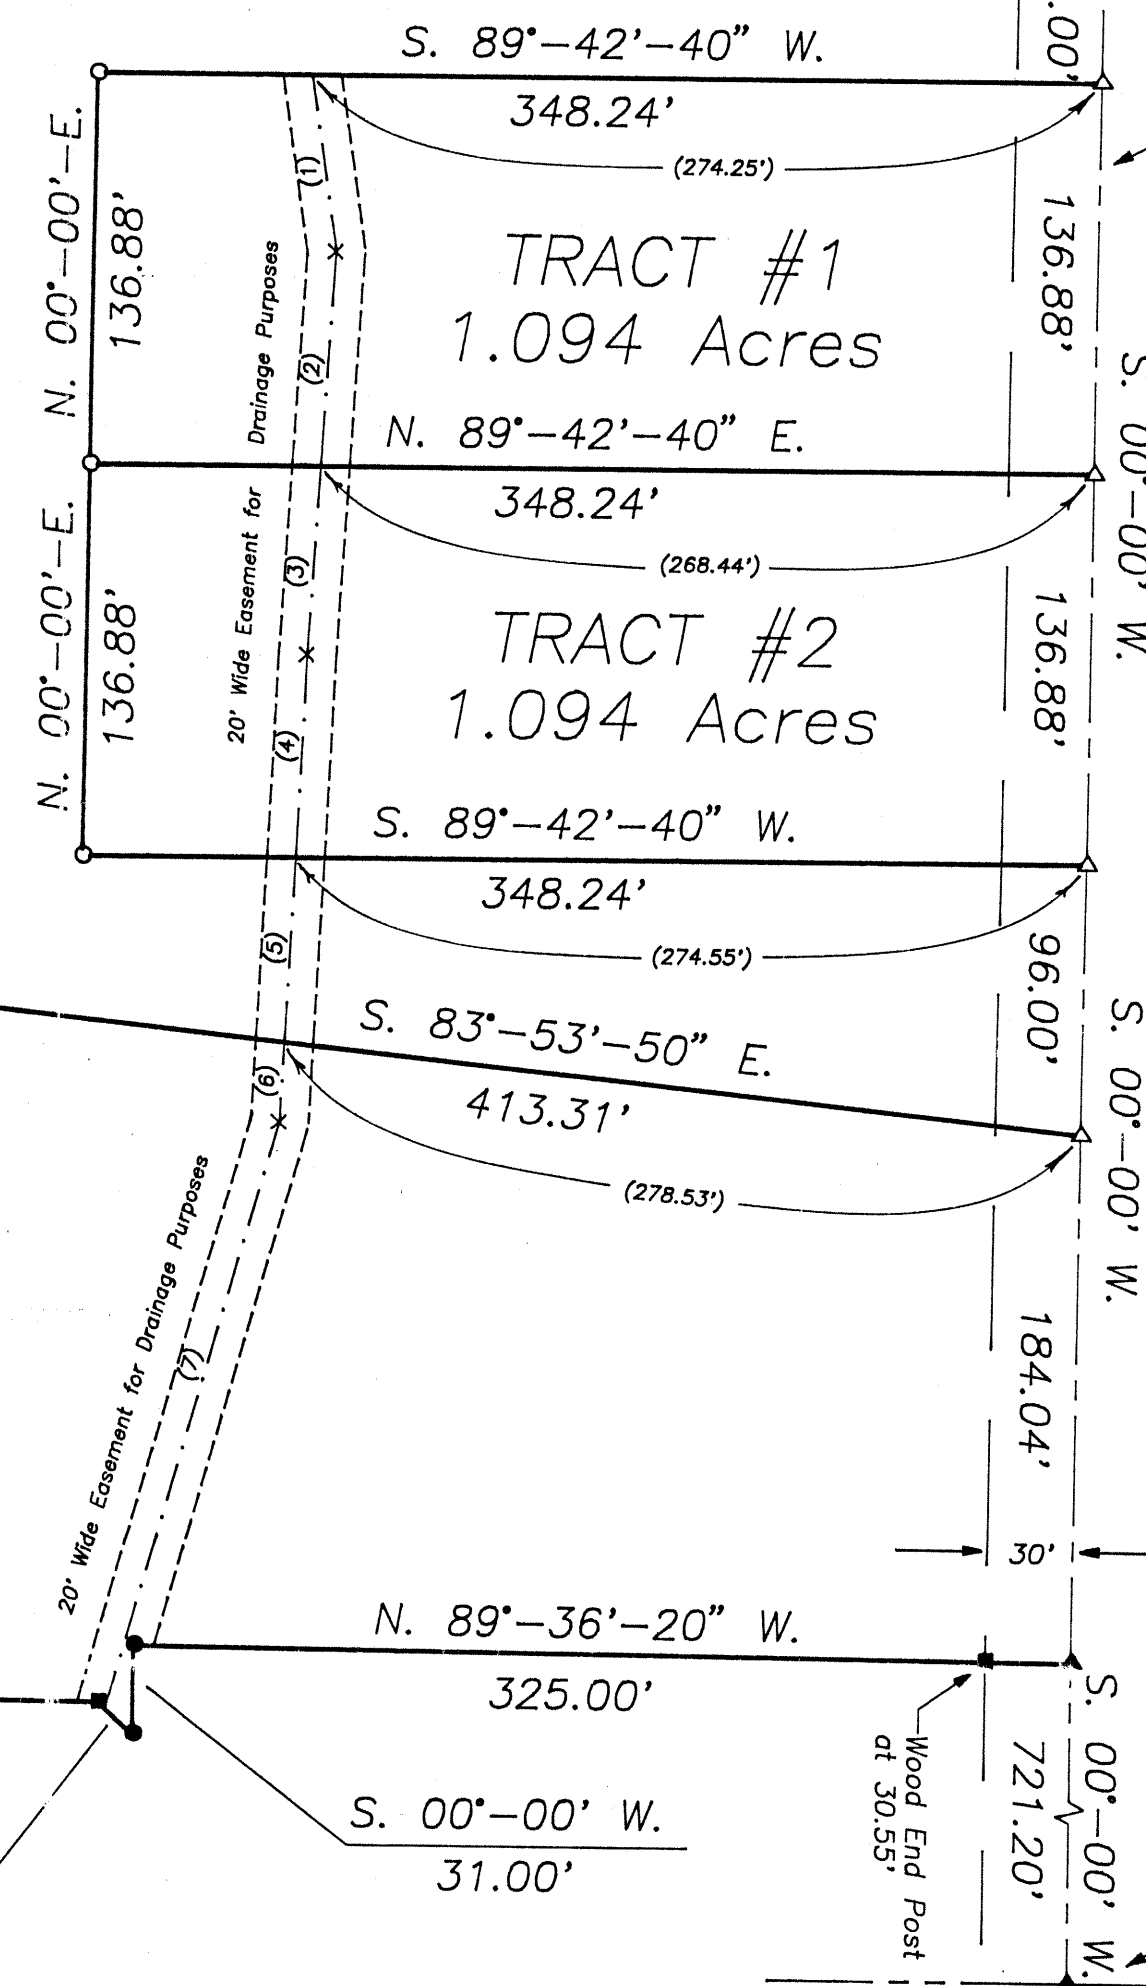 .00'
S. 89°-42'-40" W.
348.24'
(274.25')
N. 00°-00'-E.
136.88'
(1)
TRACT #1
1.094 Acres
136.88'
(2)
N. 89°-42'-40" E.
348.24'
(268.44')
S. 00°-00' W.
N. 00°-00'-E.
136.88'
20' Wide Easement for Drainage Purposes
(3)
TRACT #2
1.094 Acres
136.88'
(4)
S. 89°-42'-40" W.
348.24'
(274.55')
(5)
96.00'
S. 83°-53'-50" E.
413.31'
(278.53')
S. 00°-00' W.
(6)
20' Wide Easement for Drainage Purposes
(7)
184.04'
30'
N. 89°-36'-20" W.
325.00'
Wood End Post
at 30.55'
721.20'
S. 00°-00' W.
S. 00°-00' W.
31.00'